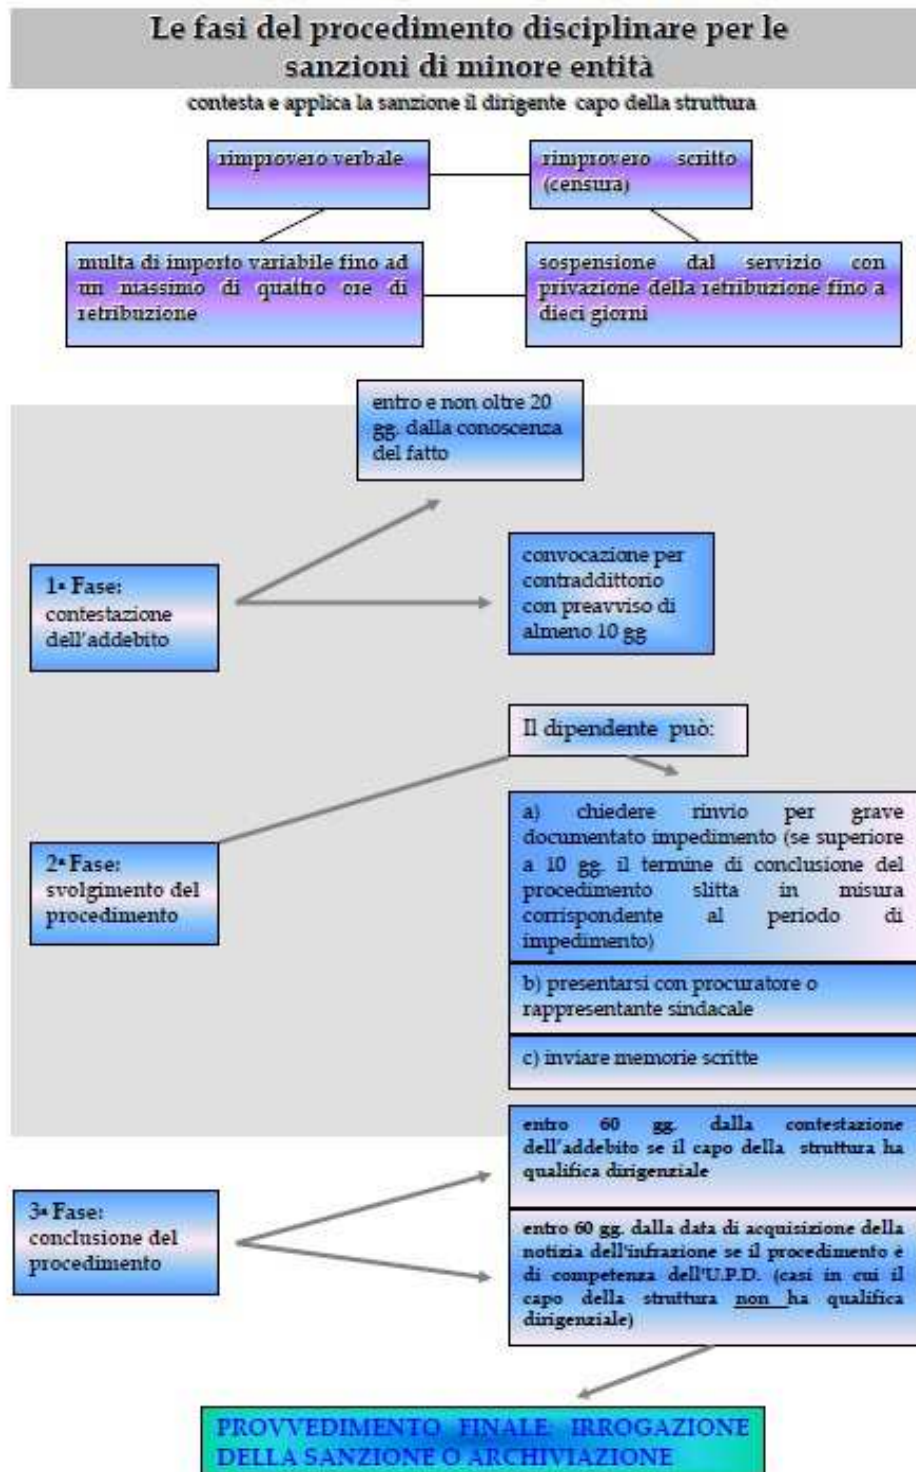 Le fasi del procedimento disciplinare per le
sanzioni di minore entità
contesta e applica la sanzione il dirigente capo della struttura
rimprovero verbale
rimprovero scritto
(censura)
multa di importo variabile fino ad
un massimo di quattro ore di
retribuzione
sospensione dal servizio con
privazione della retribuzione fino a
dieci giorni
entro e non oltre 20
gg. dalla conoscenza
del fatto
1ª Fase:
contestazione
dell'addebito
convocazione per
contraddittorio
con preavviso di
almeno 10 gg
Il dipendente può:
2ª Fase:
svolgimento del
procedimento
a) chiedere rinvio per grave
documentato impedimento (se superiore
a 10 gg. il termine di conclusione del
procedimento slitta in misura
corrispondente al periodo di
impedimento)
b) presentarsi con procuratore o
rappresentante sindacale
c) inviare memorie scritte
3ª Fase:
conclusione del
procedimento
entro 60 gg. dalla contestazione
dell'addebito se il capo della struttura ha
qualifica dirigenziale
entro 60 gg. dalla data di acquisizione della
notizia dell'infrazione se il procedimento è
di competenza dell'U.P.D. (casi in cui il
capo della struttura non ha qualifica
dirigenziale)
PROVVEDIMENTO FINALE: IRROGAZIONE
DELLA SANZIONE O ARCHIVIAZIONE